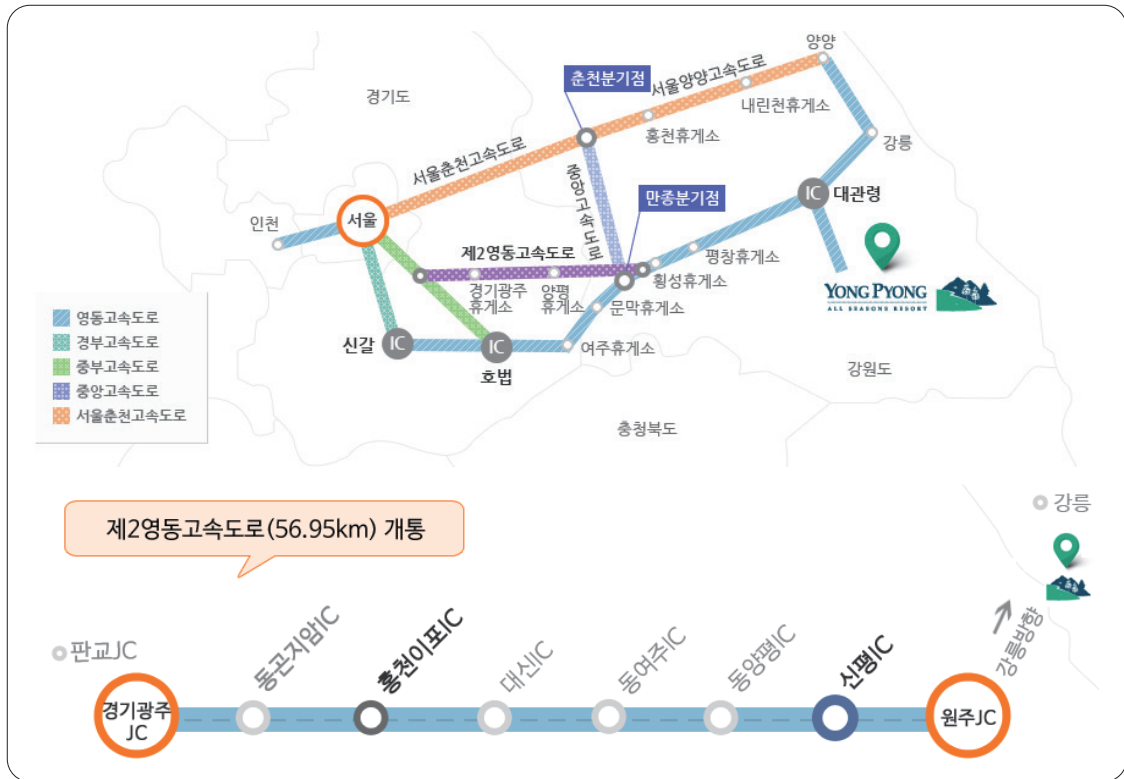 양양
춘천분기점
서울양양고속도로
경기도
내린천휴게소
홍천휴게소
강릉
서울춘천고속도로
중앙고속도로
만종분기점
IC
대관령
인천
서울
제2영동고속도로
평창휴게소
경기광주
휴게소
양평
휴게소
횡성휴게소
문막휴게소
YONG PYONG
ALL SEASONS RESORT
영동고속도로
경부고속도로
중부고속도로
중앙고속도로
서울춘천고속도로
신갈
IC
IC
호법
여주휴게소
강원도
충청북도
제2영동고속도로(56.95km) 개통
강릉
판교JC
동곤지암IC
홍천이포IC
대신IC
동여주IC
동양평IC
신평IC
강릉방향
경기광주
JC
원주JC